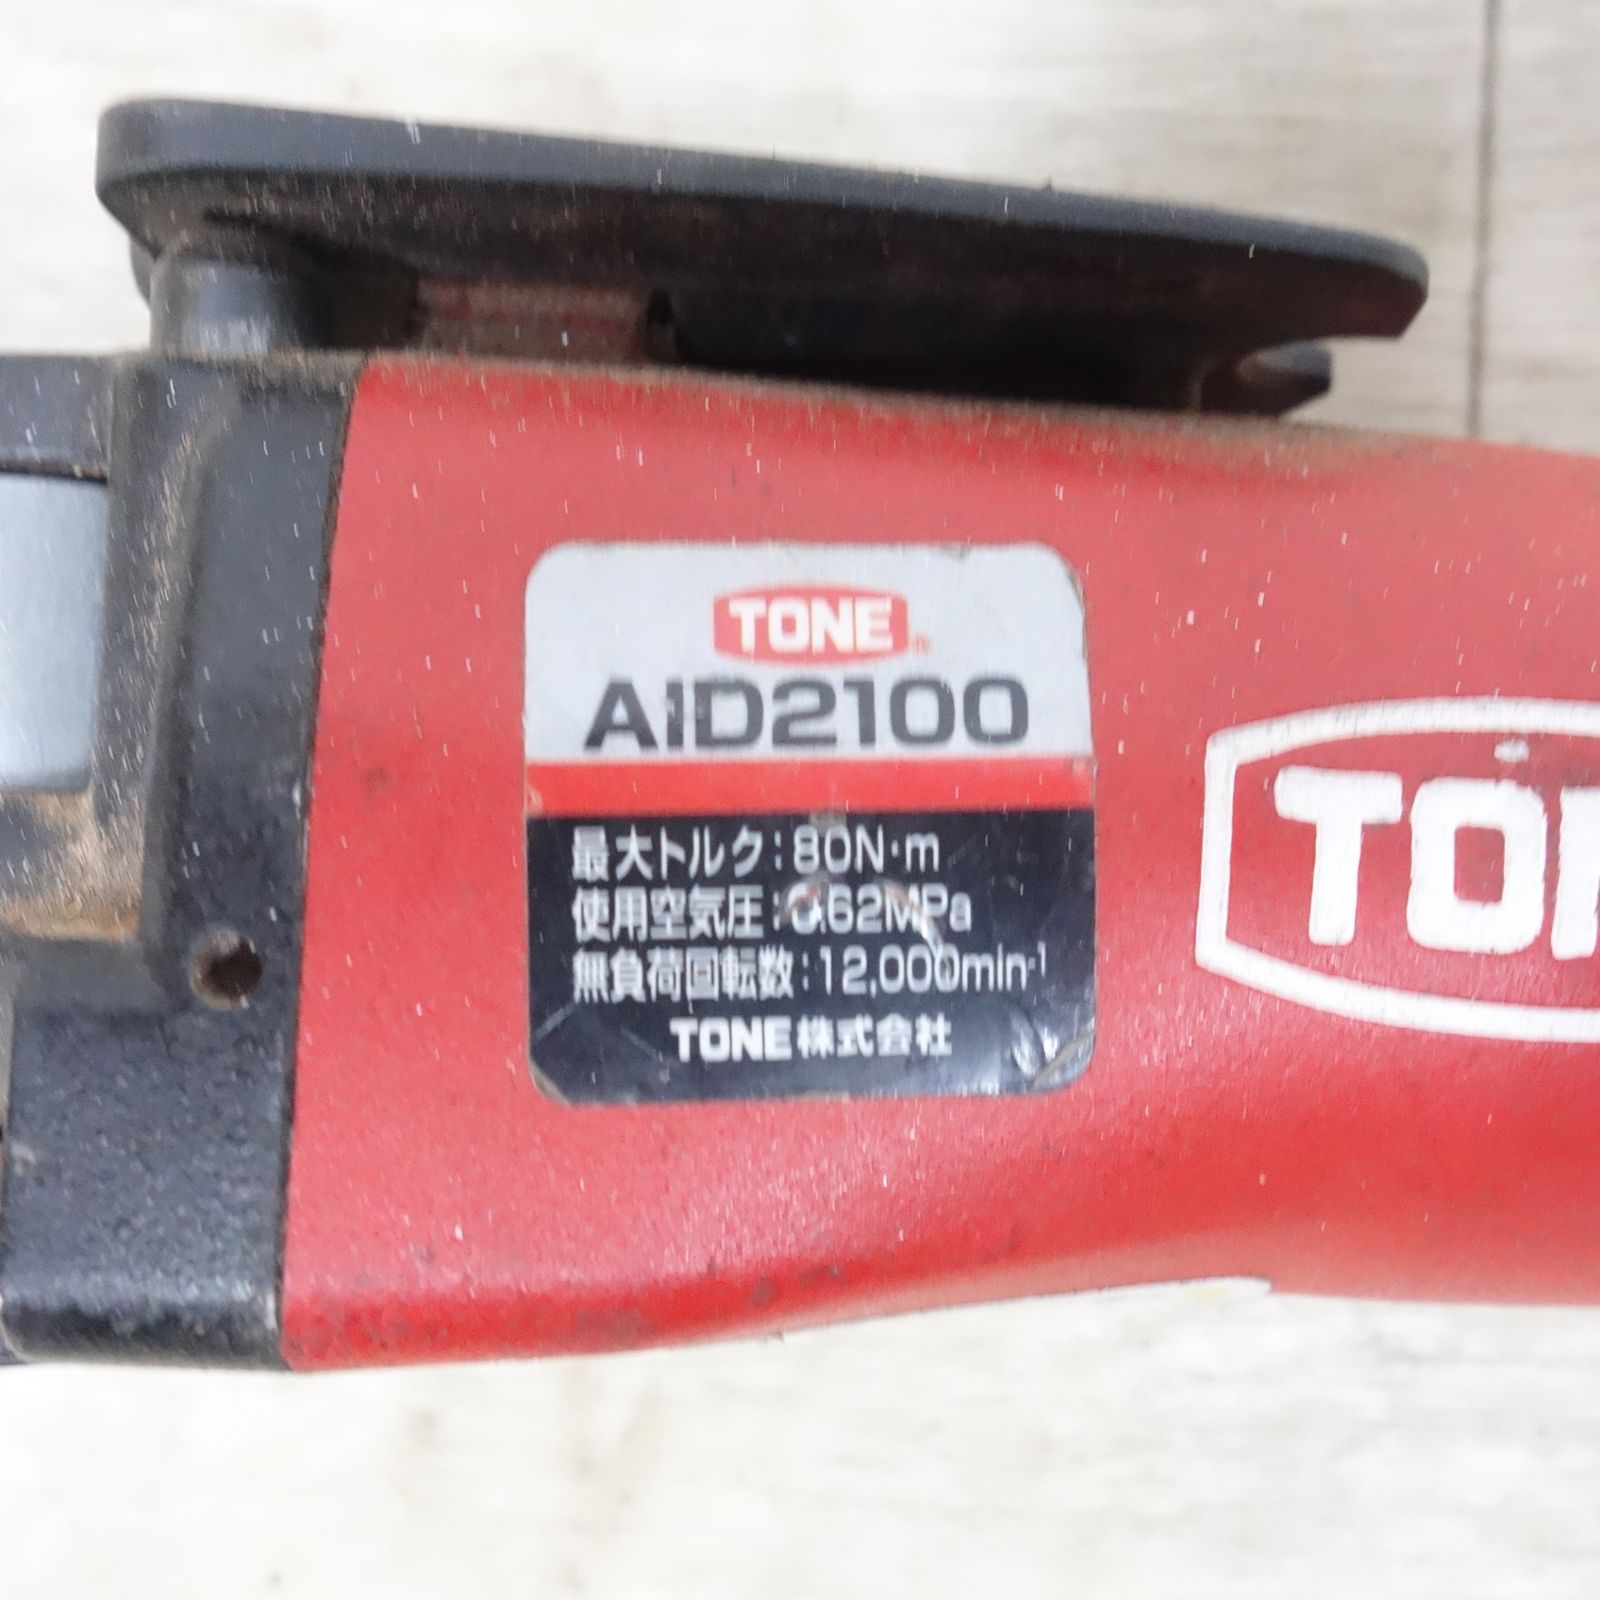 TONE
AID2100
最大トルク:80N·m
使用空気圧:0.62MPa
無負荷回転数:12,000min-1
TONE株式会社
TON